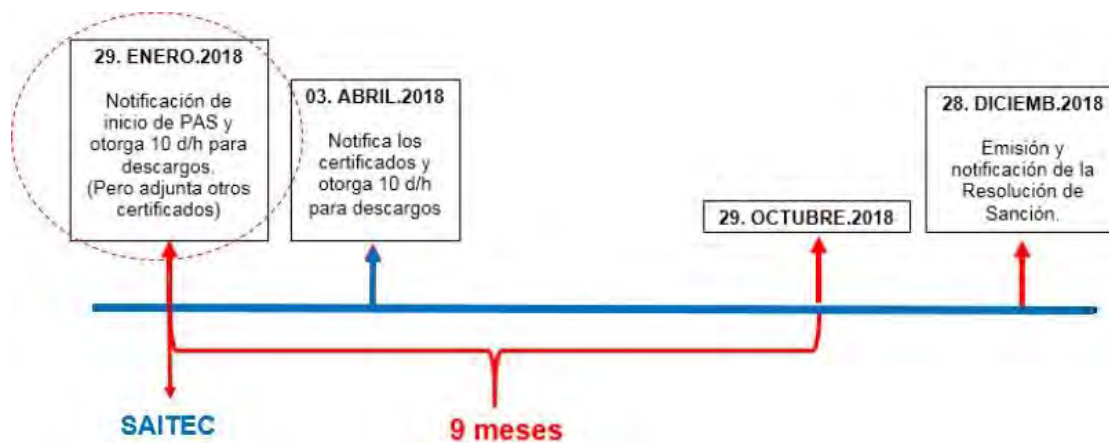 29. ENERO.2018
Notificación de
inicio de PAS y
otorga 10 d/h para
descargos.
(Pero adjunta otros
certificados)
03. ABRIL.2018
Notifica los
certificados y
otorga 10 d/h
para descargos
29. OCTUBRE.2018
28. DICIEMB.2018
Emisión y
notificación de la
Resolución de
Sanción.
SAITEC
9 meses